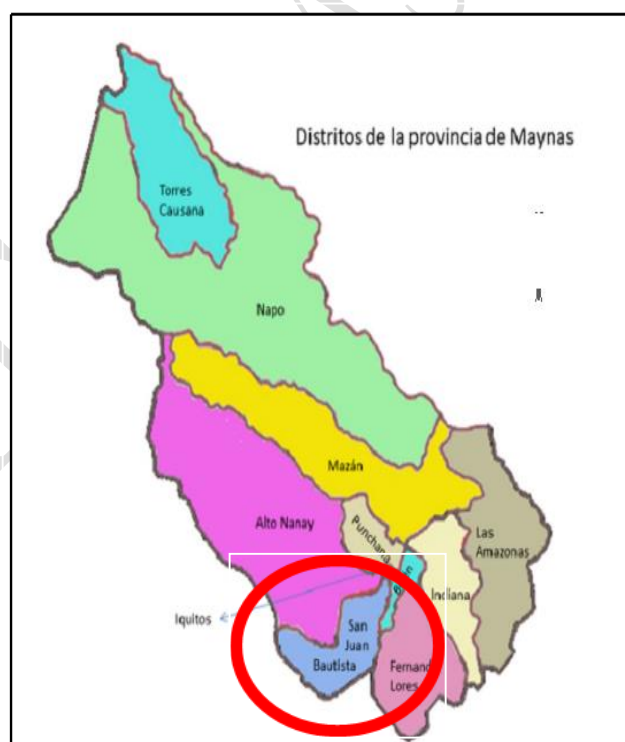 Distritos de la provincia de Maynas
Torres
Causana
Napo
Mazán
Alto Nanay
Punchana
Las
Amazonas
Indiana
Iquitos
San
Juan
Bautista
Lores